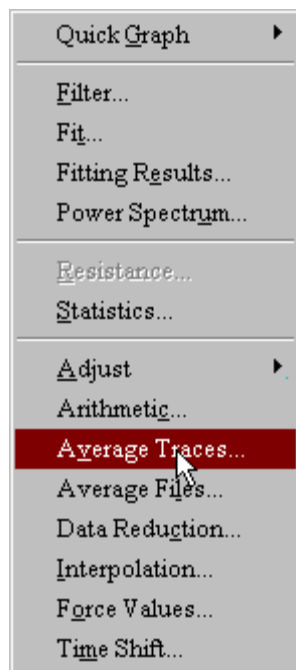 Quick Graph
Filter...
Fit...
Fitting Results...
Power Spectrum...
Resistance...
Statistics...
Adjust
Arithmetic...
Average Traces...
Average Files...
Data Reduction...
Interpolation...
Force Values...
Time Shift...